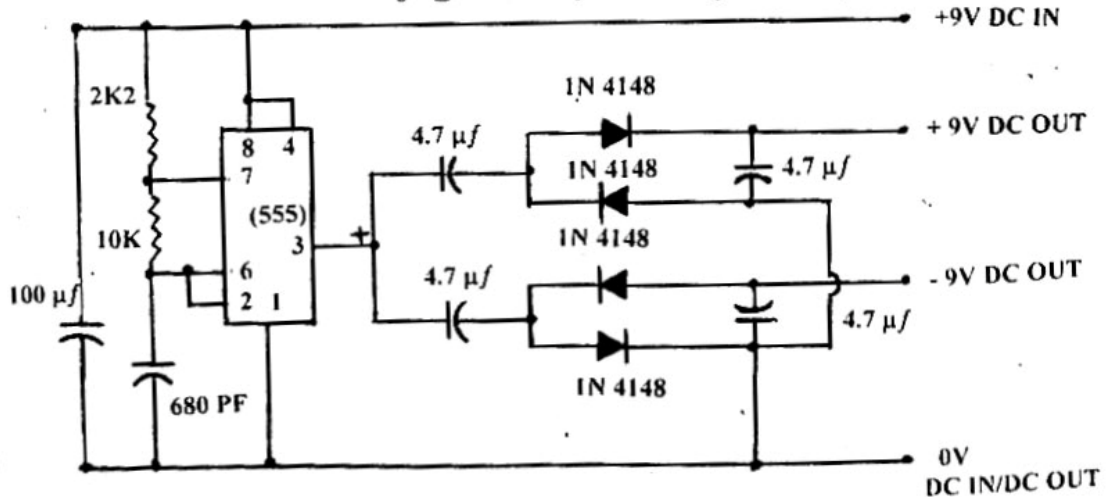 +9V DC IN
2K2
1N 4148
4.7 µf
+ 9V DC OUT
8 4
7
1N 4148
4.7 µf
(555)
10K
3
+
1N 4148
6
4.7 µf
- 9V DC OUT
100 µf
2 1
4.7 µf
1N 4148
680 PF
0V
DC IN/DC OUT